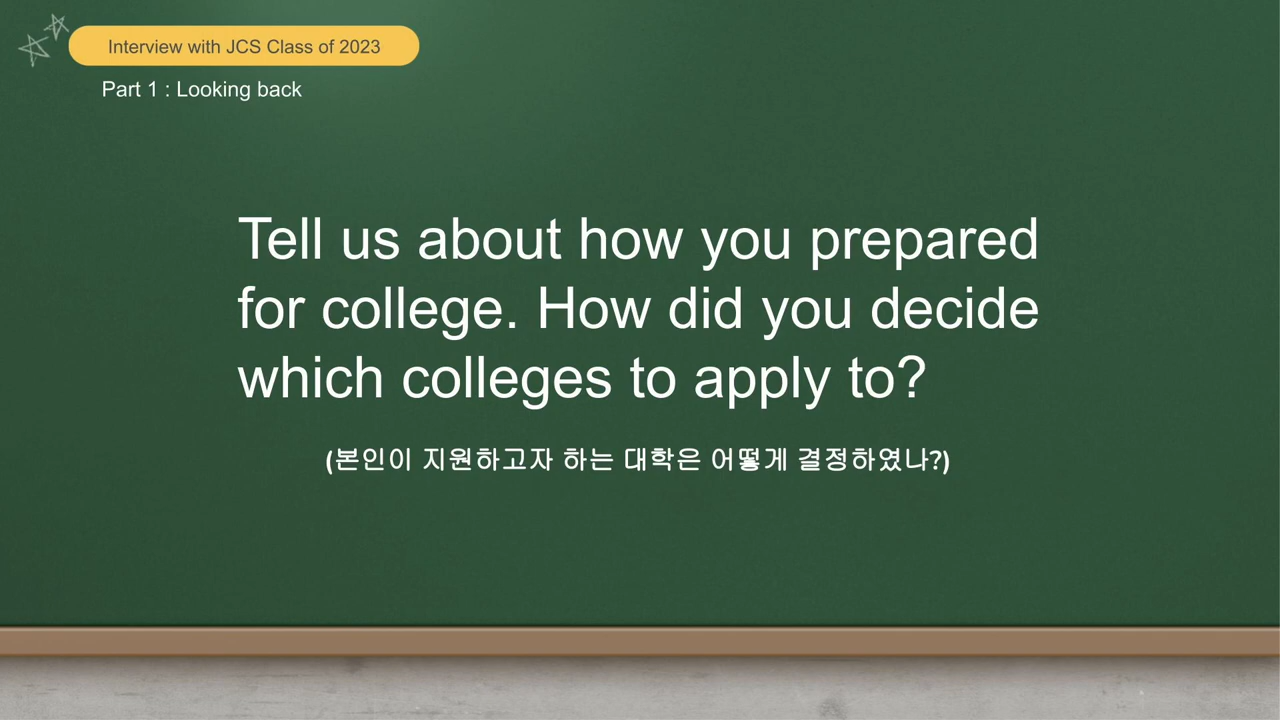 Interview with JCS Class of 2023
Part 1 : Looking back
Tell us about how you prepared
for college. How did you decide
which colleges to apply to?
(본인이 지원하고자 하는 대학은 어떻게 결정하였나?)